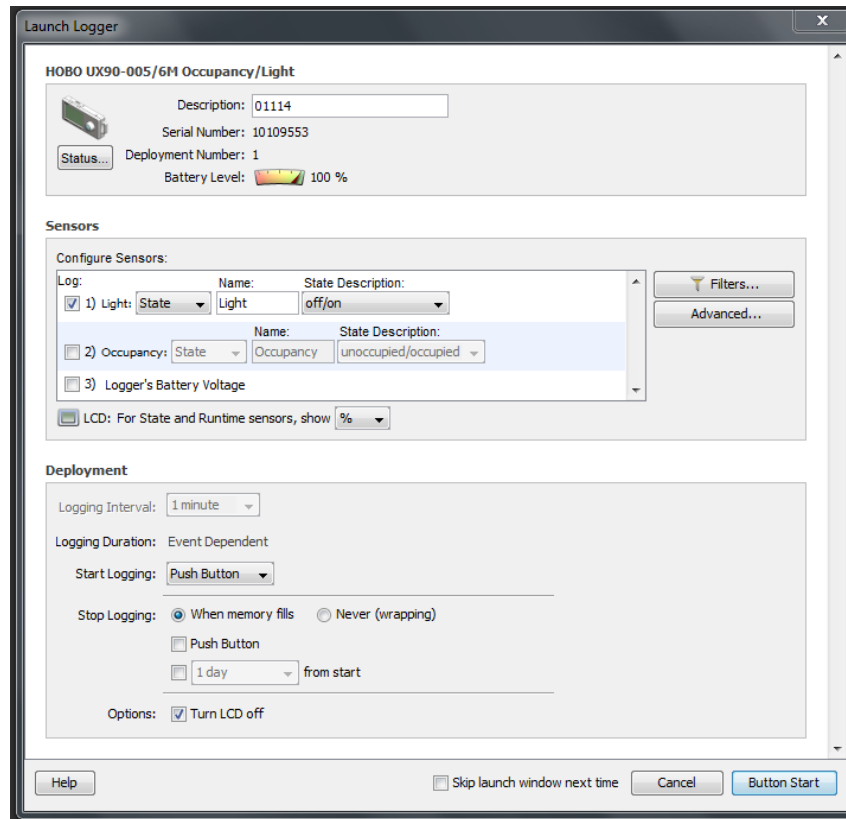 Launch Logger
x
HOBO UX90-005/6M Occupancy/Light
Description: 01114
Serial Number: 10109553
Status... Deployment Number: 1
Battery Level: 100 %
Sensors
Configure Sensors:
Log: Name: State Description:
1) Light: State Light off/on
Filters...
Advanced...
Name: State Description:
2) Occupancy: State Occupancy unoccupied/occupied
3) Logger's Battery Voltage
LCD: For State and Runtime sensors, show %
Deployment
Logging Interval: 1 minute
Logging Duration: Event Dependent
Start Logging: Push Button
Stop Logging: When memory fills Never (wrapping)
Push Button
1 day from start
Options: Turn LCD off
Help Skip launch window next time Cancel Button Start